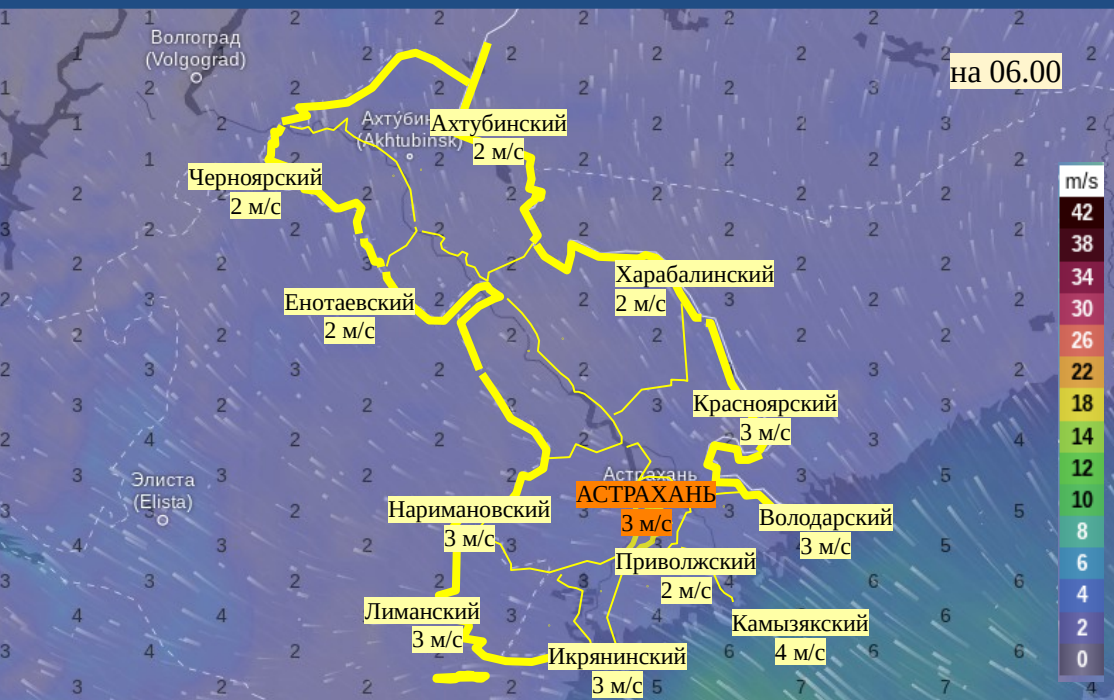 Волгоград
(Volgograd)
на 06.00
Ахтубинский
2 м/с
(Akhtubinsk)
Черноярский
2 м/с
m/s
42
38
34
30
26
22
18
14
12
10
8
6
4
2
0
Харабалинский
2 м/с
Енотаевский
2 м/с
Красноярский
3 м/с
Элиста
(Elista)
Астрахань
АСТРАХАНЬ
3 м/с
Наримановский
3 м/с
Володарский
3 м/с
Приволжский
2 м/с
Лиманский
3 м/с
Камызякский
4 м/с
Икрянинский
3 м/с